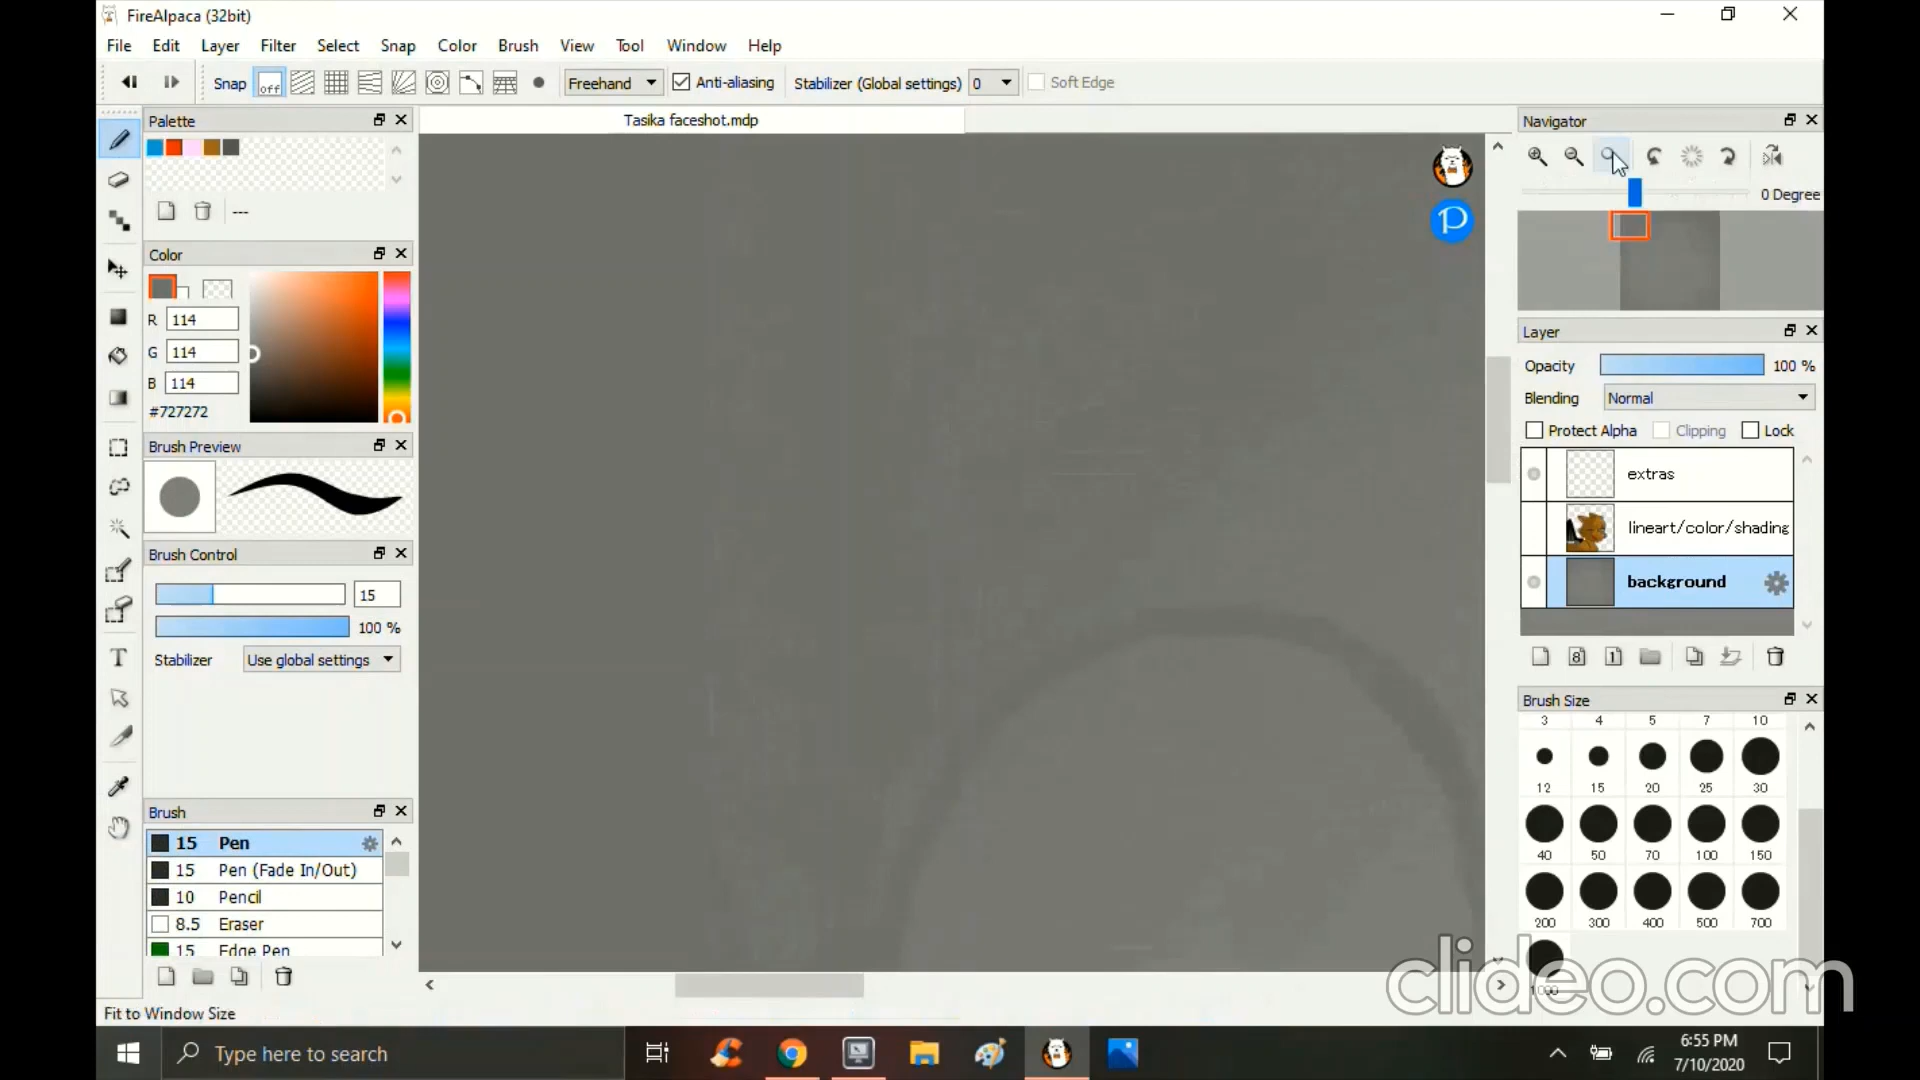 FireAlpaca (32bit)
File Edit Layer Filter Select Snap Color Brush View Tool Window Help
Snap off Freehand Anti-aliasing Stabilizer (Global settings) 0 Soft Edge
Palette
Tasika faceshot.mdp
Navigator
---
0 Degree
Color
R 114
G 114
B 114
#727272
Layer
Opacity 100 %
Blending Normal
Protect Alpha Clipping Lock
extras
lineart/color/shading
background
8 1
Brush Preview
Brush Control
15
100 %
Stabilizer Use global settings
Brush
15 Pen
15 Pen (Fade In/Out)
10 Pencil
8.5 Eraser
15 Edge Pen
Brush Size
3 4 5 7 10
12 15 20 25 30
40 50 70 100 150
200 300 400 500 700
1000
clideo.com
Fit to Window Size
Type here to search
6:55 PM
7/10/2020